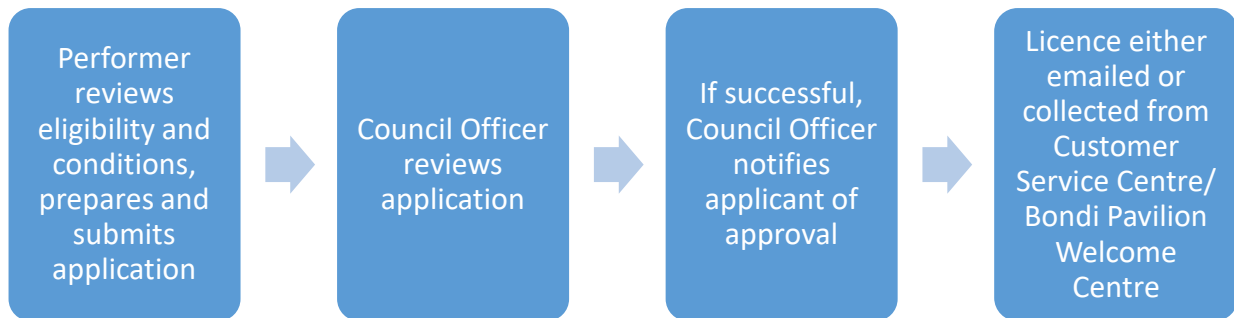 Performer
reviews
eligibility and
conditions,
prepares and
submits
application
Council Officer
reviews
application
If successful,
Council Officer
notifies
applicant of
approval
Licence either
emailed or
collected from
Customer
Service Centre/
Bondi Pavilion
Welcome
Centre